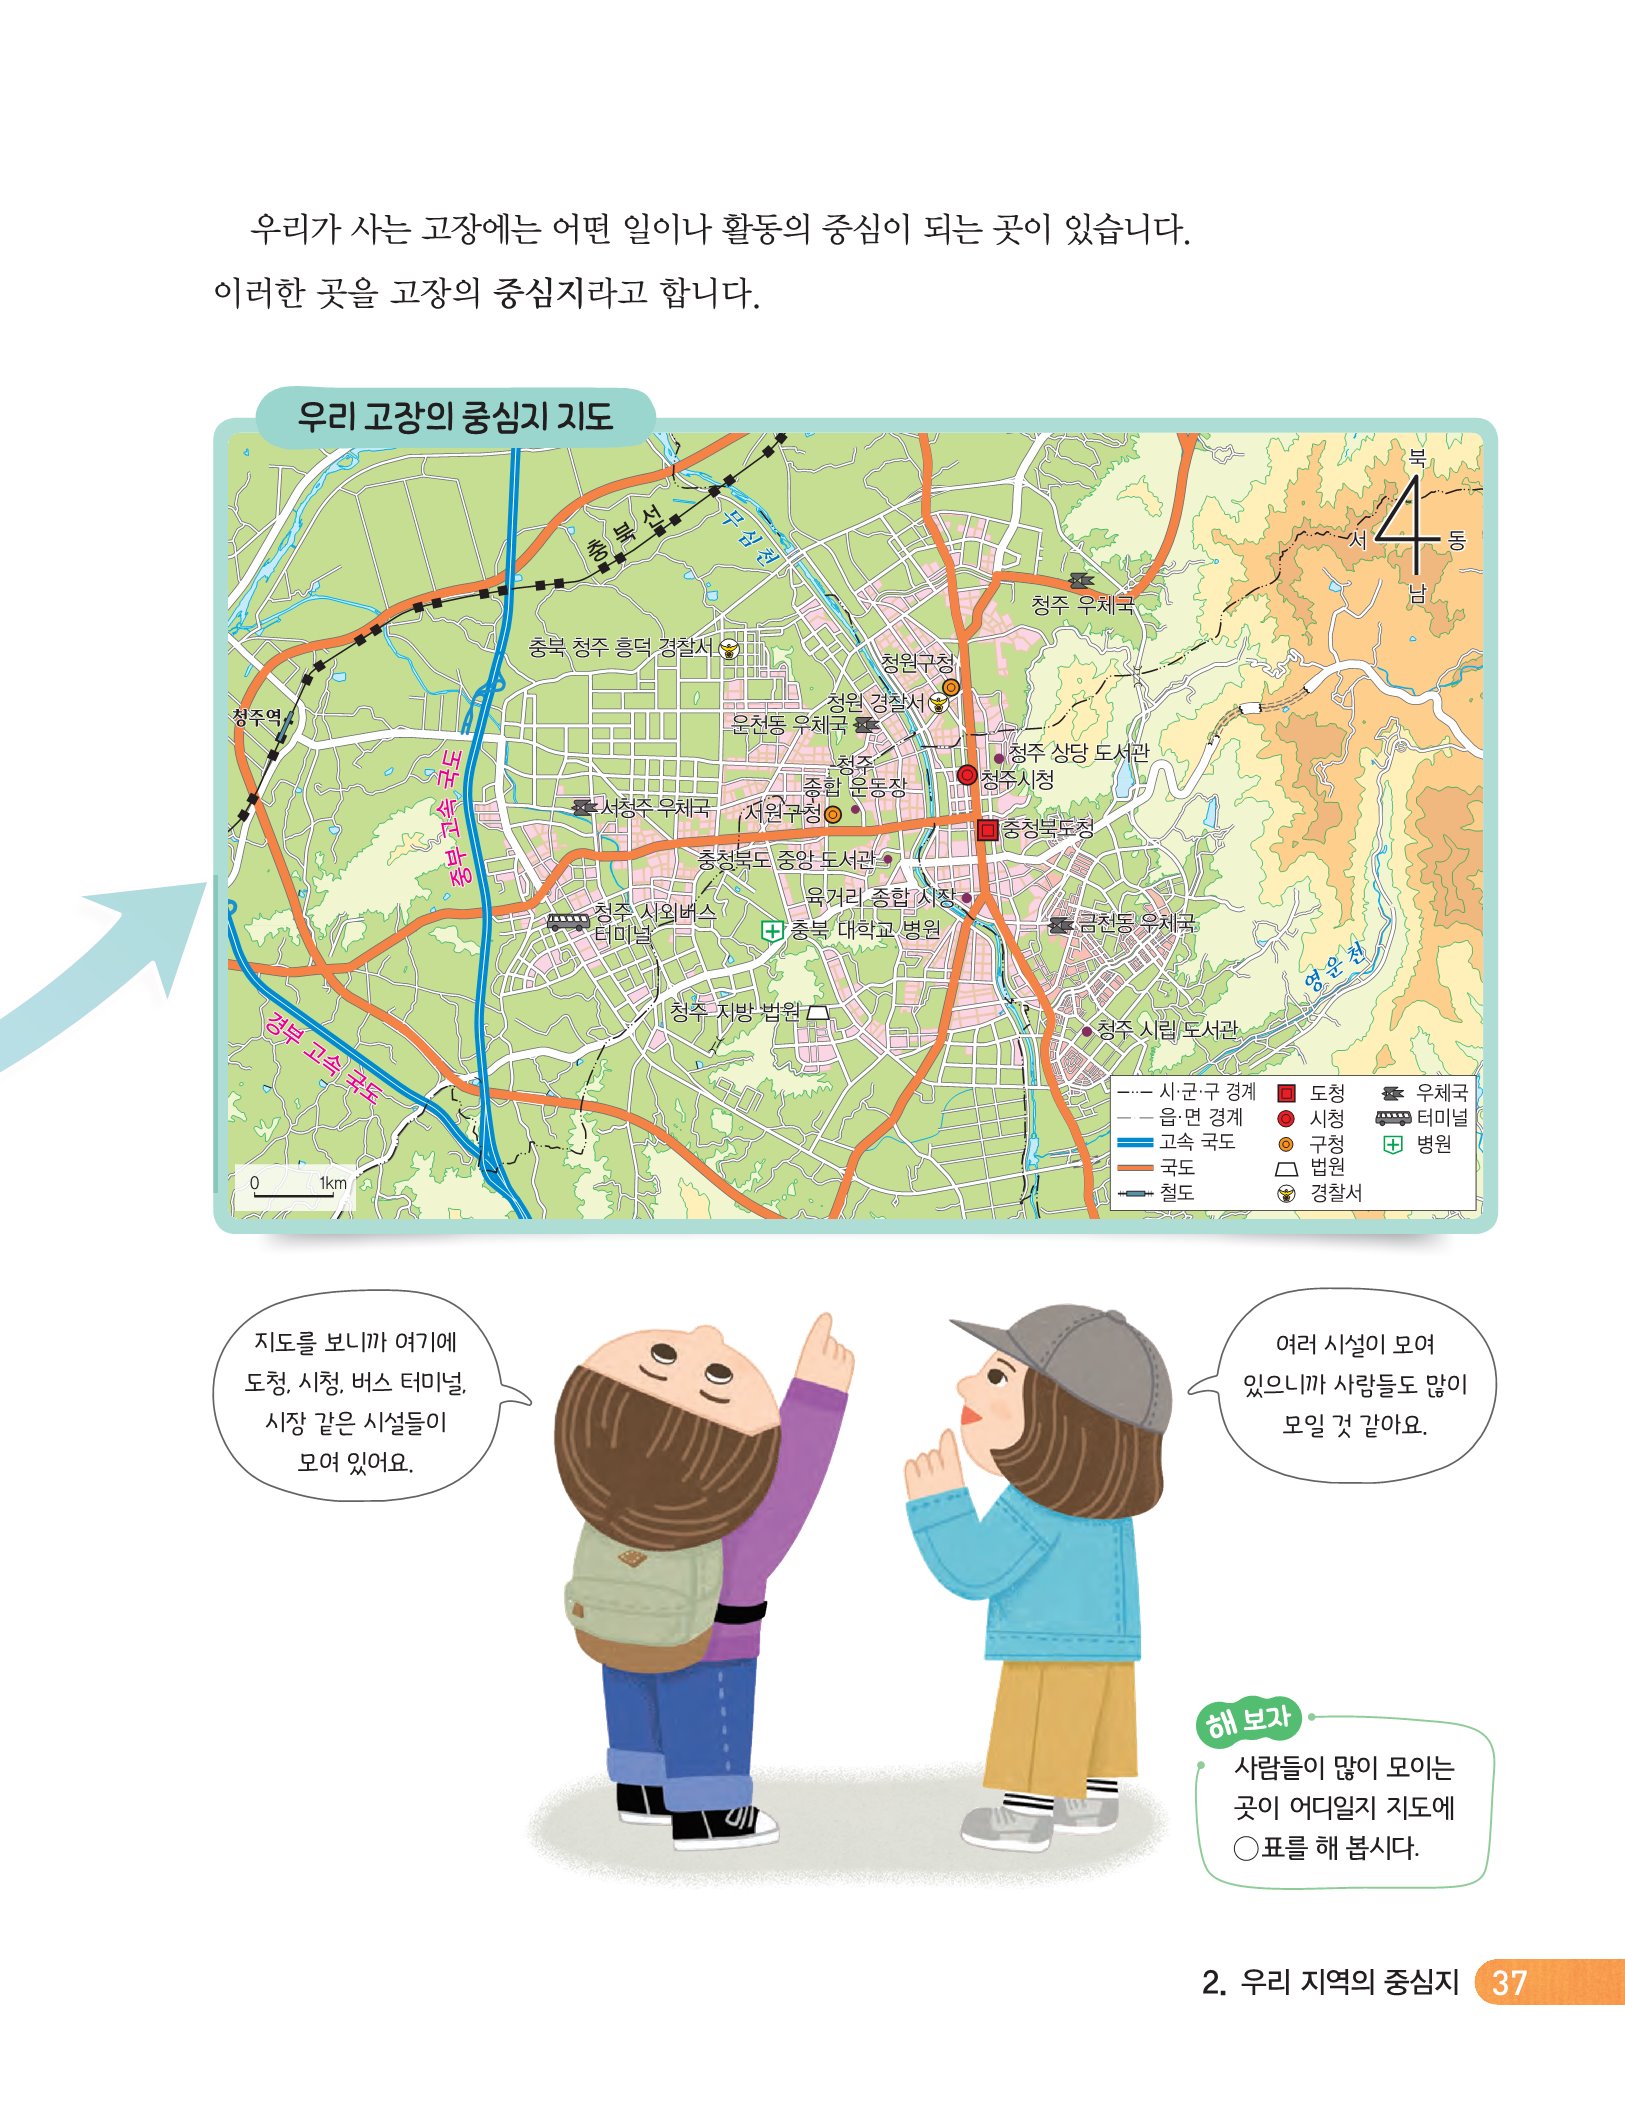 우리가 사는 고장에는 어떤 일이나 활동의 중심이 되는 곳이 있습니다.
이러한 곳을 고장의 중심지라고 합니다.
우리 고장의 중심지 지도
북
서 동
남
충북선
무심천
청주 우체국
충북 청주 흥덕 경찰서
청원구청
청원 경찰서
운천동 우체국
청주역
중부 고속 국도
청주 상당 도서관
청주
종합 운동장
청주시청
서청주 우체국
서원구청
충청북도청
충청북도 중앙 도서관
육거리 종합 시장
청주 시외버스
터미널
충북 대학교 병원
금천동 우체국
영운천
청주 지방 법원
경부 고속 국도
청주 시립 도서관
시·군·구 경계
읍·면 경계
고속 국도
국도
철도
도청
시청
구청
법원
경찰서
우체국
터미널
병원
0 1km
지도를 보니까 여기에
도청, 시청, 버스 터미널,
시장 같은 시설들이
모여 있어요.
여러 시설이 모여
있으니까 사람들도 많이
모일 것 같아요.
해 보자
사람들이 많이 모이는
곳이 어디일지 지도에
○표를 해 봅시다.
2. 우리 지역의 중심지 37